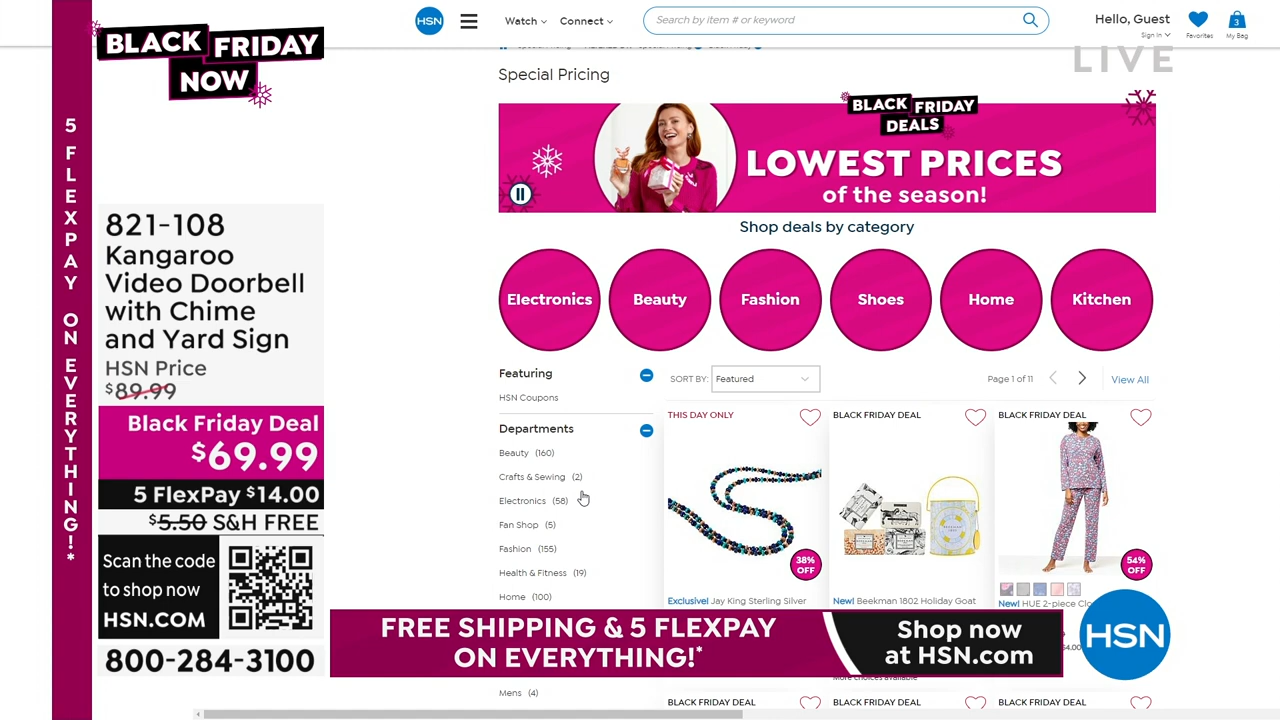 BLACK FRIDAY
NOW
5 FLEXPAY ON EVERYTHING!*
821-108
Kangaroo
Video Doorbell
with Chime
and Yard Sign
HSN Price
$89.99
Black Friday Deal
$69.99
5 FlexPay $14.00
$5.50 S&H FREE
Scan the code
to shop now
HSN.COM
800-284-3100
HSN
Watch
Connect
Search by item # or keyword
Hello, Guest
Sign in
Favorites
3
My Bag
LIVE
Special Pricing
BLACK FRIDAY
DEALS
LOWEST PRICES
of the season!
Shop deals by category
Electronics
Beauty
Fashion
Shoes
Home
Kitchen
Featuring
HSN Coupons
Departments
Beauty (160)
Crafts & Sewing (2)
Electronics (58)
Fan Shop (5)
Fashion (155)
Health & Fitness (19)
Home (100)
Mens (4)
SORT BY: Featured
Page 1 of 11
View All
THIS DAY ONLY
38%
OFF
Exclusive! Jay King Sterling Silver
BLACK FRIDAY DEAL
New! Beekman 1802 Holiday Goat
More choices available
BLACK FRIDAY DEAL
54%
OFF
New! HUE 2-piece Clo
BLACK FRIDAY DEAL
BLACK FRIDAY DEAL
BLACK FRIDAY DEAL
FREE SHIPPING & 5 FLEXPAY
ON EVERYTHING!*
Shop now
at HSN.com
HSN